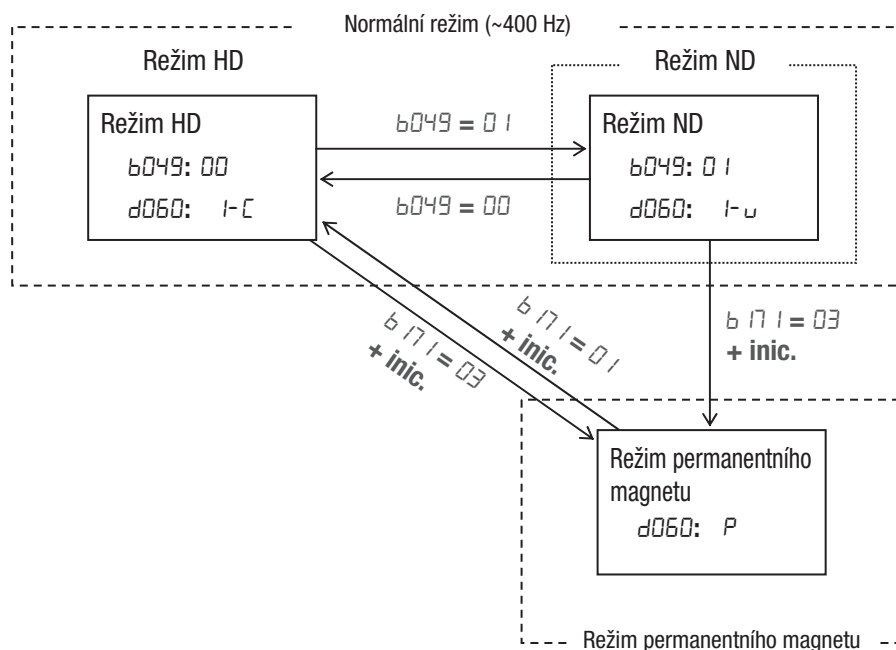 Normální režim (~400 Hz)
Režim HD
Režim ND
Režim HD
b049: 00
d060: I-C
b049 = 01
b049 = 00
Režim ND
b049: 01
d060: I-u
b171 = 03
+ inic.
b171 = 01
+ inic.
b171 = 03
+ inic.
Režim permanentního
magnetu
d060: P
Režim permanentního magnetu